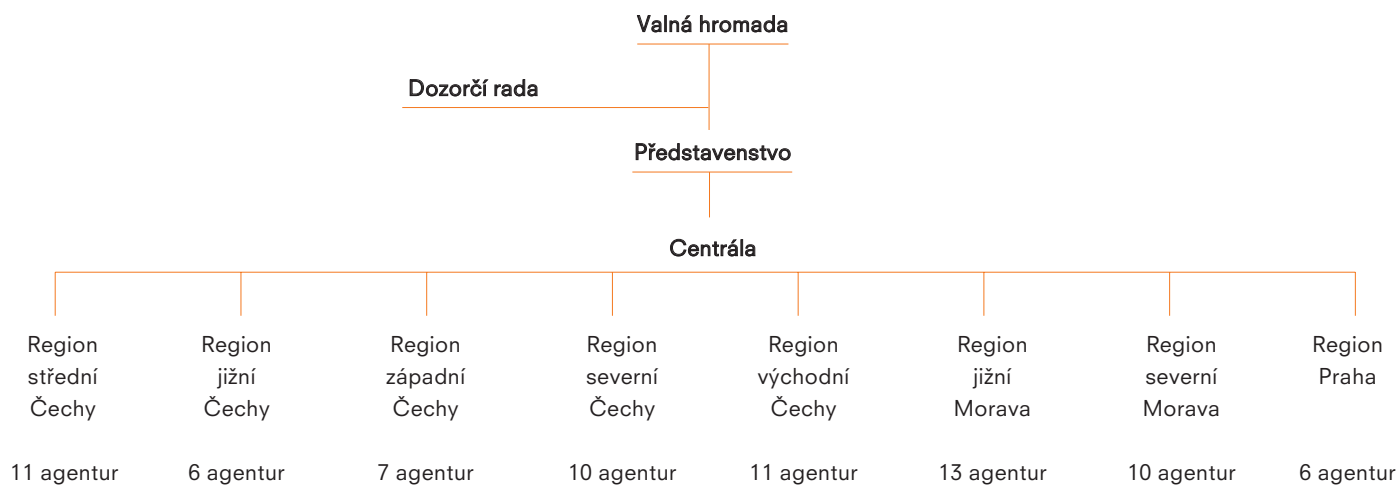 Valná hromada
Dozorčí rada
Představenstvo
Centrála
Region
střední
Čechy
11 agentur
Region
jižní
Čechy
6 agentur
Region
západní
Čechy
7 agentur
Region
severní
Čechy
10 agentur
Region
východní
Čechy
11 agentur
Region
jižní
Morava
13 agentur
Region
severní
Morava
10 agentur
Region
Praha
6 agentur